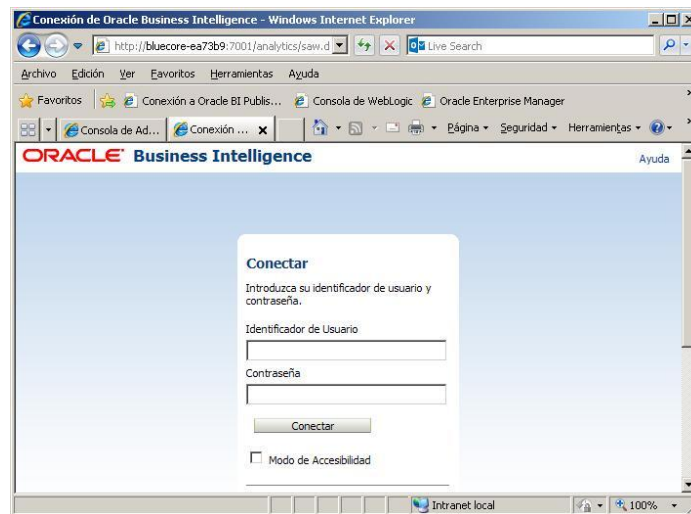 Conexión de Oracle Business Intelligence - Windows Internet Explorer
http://bluecore-ea73b9:7001/analytics/saw.d
Live Search
Archivo Edición Ver Favoritos Herramientas Ayuda
Favoritos Conexión a Oracle BI Publis... Consola de WebLogic Oracle Enterprise Manager
Consola de Ad... Conexión ... Página Seguridad Herramientas
ORACLE Business Intelligence
Ayuda
Conectar
Introduzca su identificador de usuario y
contraseña.
Identificador de Usuario
Contraseña
Conectar
Modo de Accesibilidad
Intranet local 100%